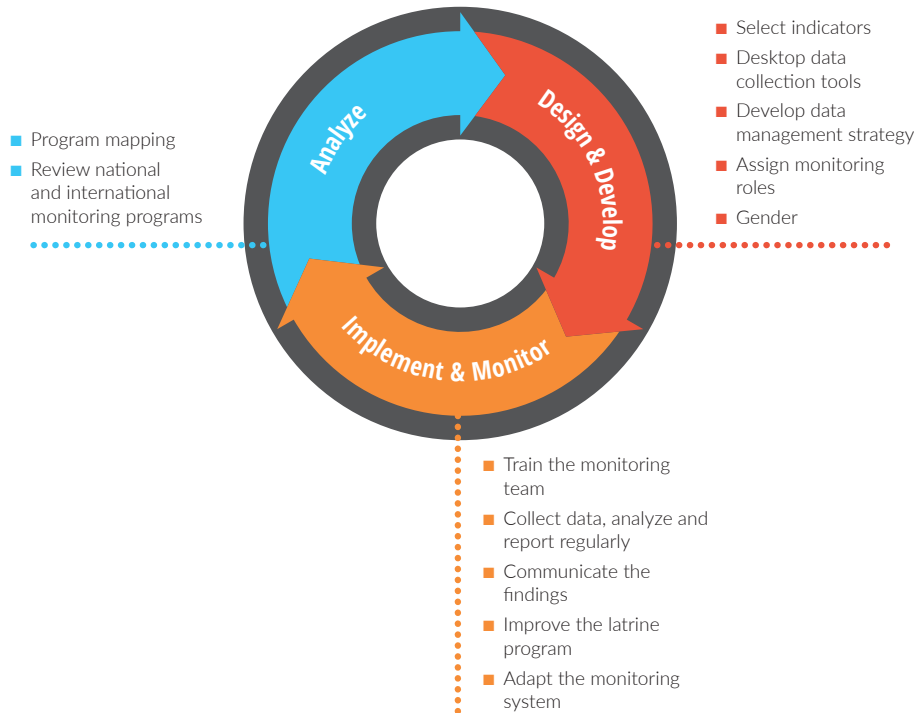 Analyze
Program mapping
Review national
and international
monitoring programs
Design & Develop
Select indicators
Desktop data
collection tools
Develop data
management strategy
Assign monitoring
roles
Gender
Implement & Monitor
Train the monitoring
team
Collect data, analyze and
report regularly
Communicate the
findings
Improve the latrine
program
Adapt the monitoring
system